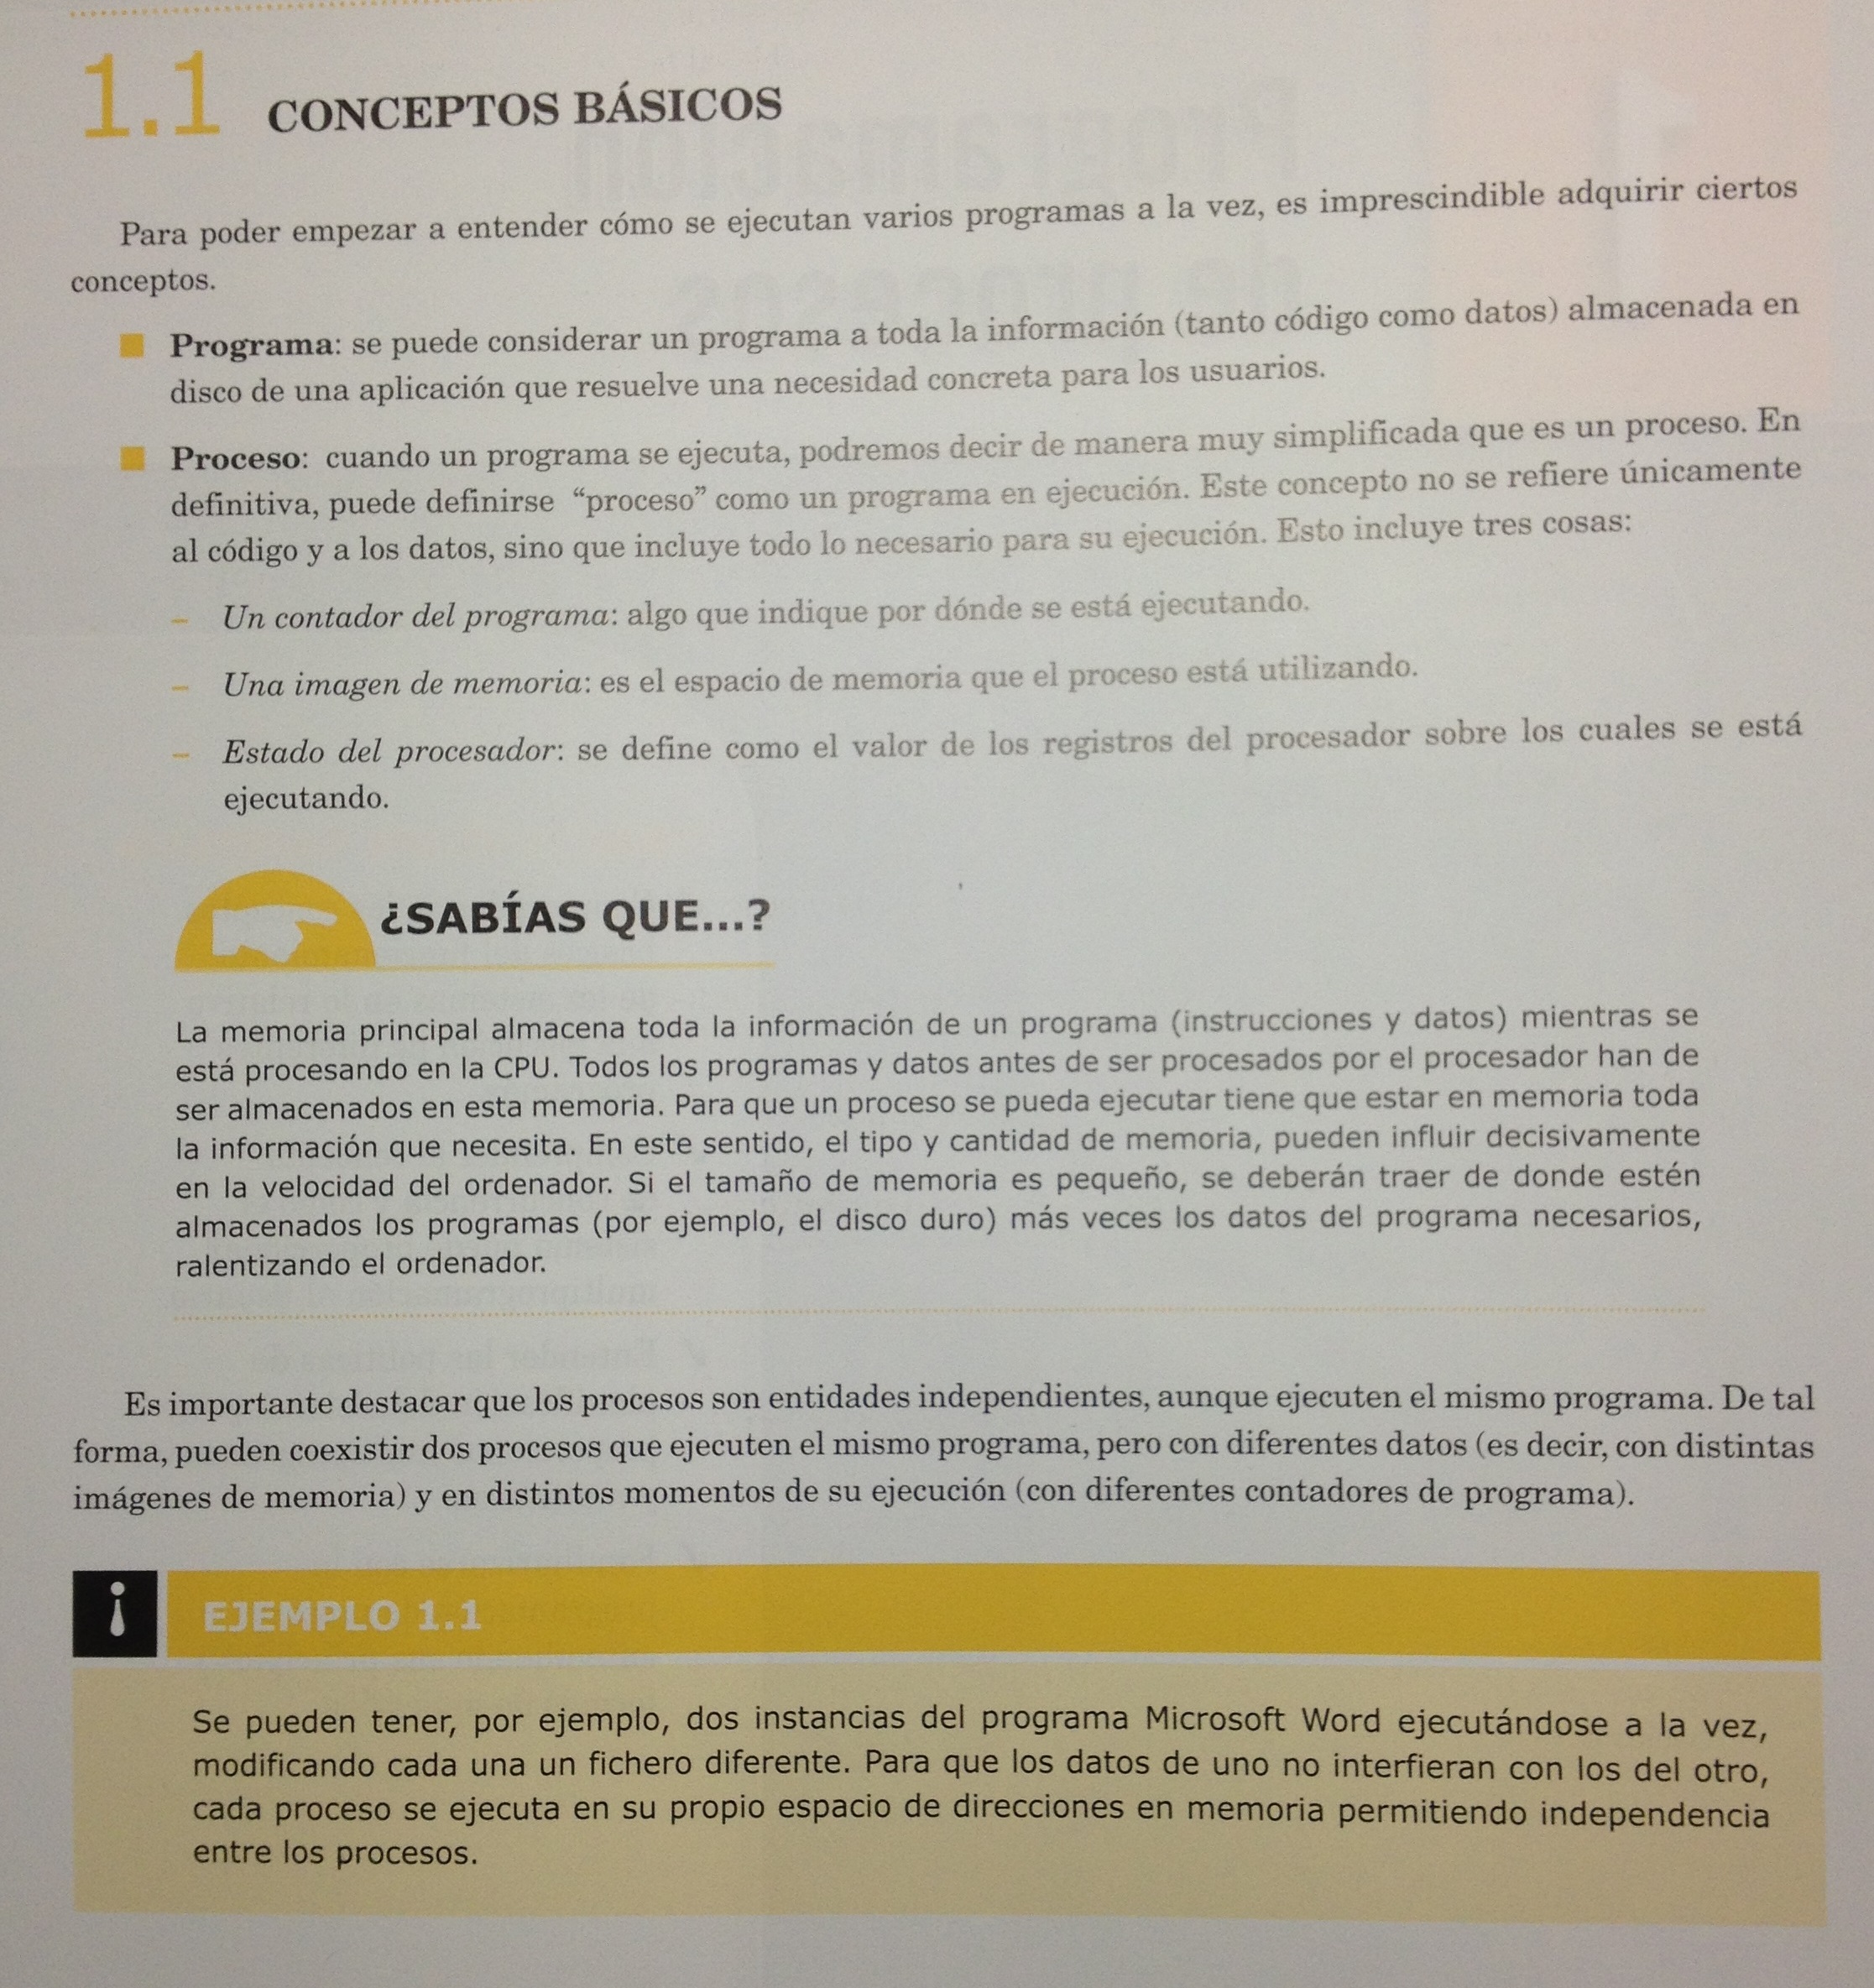 1.1 CONCEPTOS BÁSICOS
Para poder empezar a entender cómo se ejecutan varios programas a la vez, es imprescindible adquirir ciertos
conceptos.
Programa: se puede considerar un programa a toda la información (tanto código como datos) almacenada en
disco de una aplicación que resuelve una necesidad concreta para los usuarios.
Proceso: cuando un programa se ejecuta, podremos decir de manera muy simplificada que es un proceso. En
definitiva, puede definirse “proceso” como un programa en ejecución. Este concepto no se refiere únicamente
al código y a los datos, sino que incluye todo lo necesario para su ejecución. Esto incluye tres cosas:
– Un contador del programa: algo que indique por dónde se está ejecutando.
– Una imagen de memoria: es el espacio de memoria que el proceso está utilizando.
– Estado del procesador: se define como el valor de los registros del procesador sobre los cuales se está
ejecutando.
¿SABÍAS QUE...?
La memoria principal almacena toda la información de un programa (instrucciones y datos) mientras se
está procesando en la CPU. Todos los programas y datos antes de ser procesados por el procesador han de
ser almacenados en esta memoria. Para que un proceso se pueda ejecutar tiene que estar en memoria toda
la información que necesita. En este sentido, el tipo y cantidad de memoria, pueden influir decisivamente
en la velocidad del ordenador. Si el tamaño de memoria es pequeño, se deberán traer de donde estén
almacenados los programas (por ejemplo, el disco duro) más veces los datos del programa necesarios,
ralentizando el ordenador.
Es importante destacar que los procesos son entidades independientes, aunque ejecuten el mismo programa. De tal
forma, pueden coexistir dos procesos que ejecuten el mismo programa, pero con diferentes datos (es decir, con distintas
imágenes de memoria) y en distintos momentos de su ejecución (con diferentes contadores de programa).
i EJEMPLO 1.1
Se pueden tener, por ejemplo, dos instancias del programa Microsoft Word ejecutándose a la vez,
modificando cada una un fichero diferente. Para que los datos de uno no interfieran con los del otro,
cada proceso se ejecuta en su propio espacio de direcciones en memoria permitiendo independencia
entre los procesos.